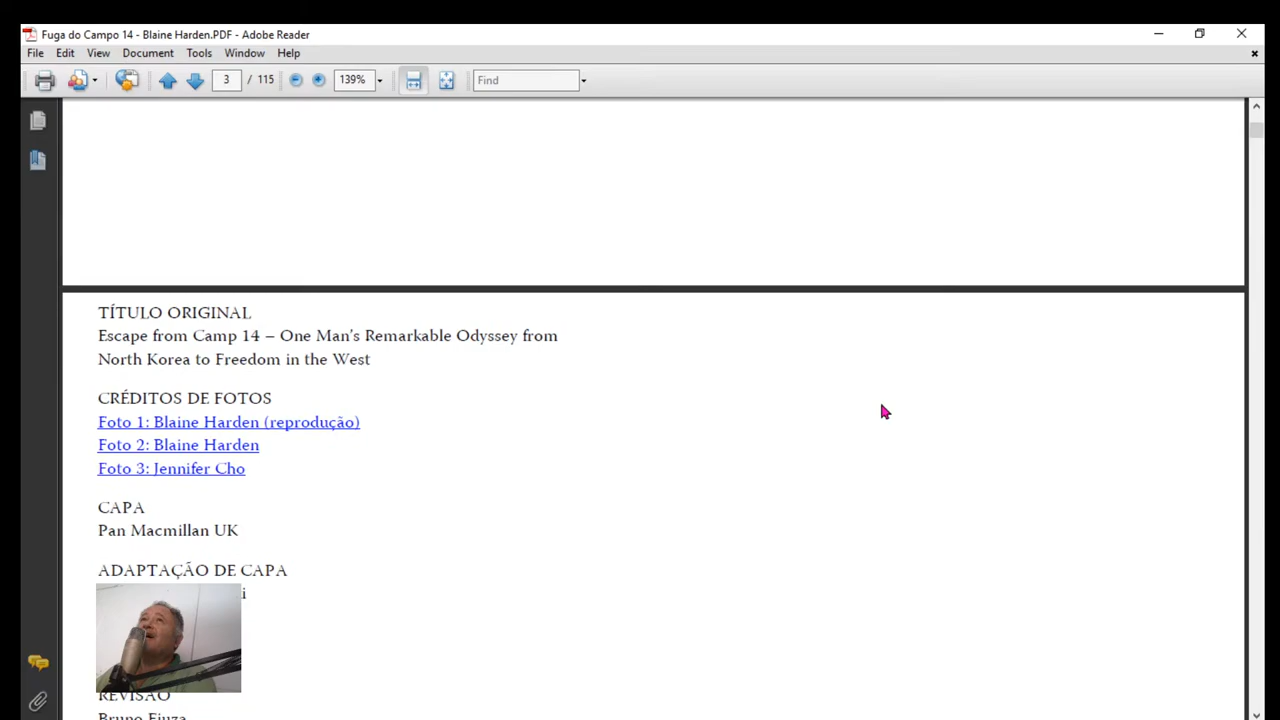 Fuga do Campo 14 - Blaine Harden.PDF - Adobe Reader
File Edit View Document Tools Window Help
3 / 115 139% Find
TÍTULO ORIGINAL
Escape from Camp 14 – One Man's Remarkable Odyssey from
North Korea to Freedom in the West
CRÉDITOS DE FOTOS
Foto 1: Blaine Harden (reprodução)
Foto 2: Blaine Harden
Foto 3: Jennifer Cho
CAPA
Pan Macmillan UK
ADAPTAÇÃO DE CAPA
i
REVISÃO
Bruno Fiuza